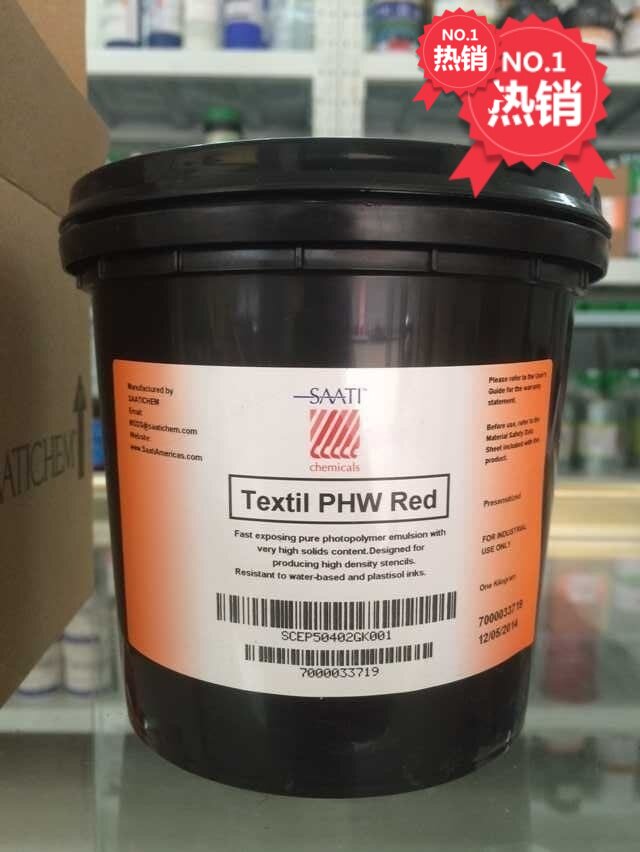 NO.1
热销
NO.1
热销
Manufactured by
SAATICHEM
Email:
MSDS@saatichem.com
Website:
www.SaatiAmericas.com
SAATI
chemicals
Textil PHW Red
Fast exposing pure photopolymer emulsion with
very high solids content.Designed for
producing high density stencils.
Resistant to water-based and plastisol inks.
SCEP50402GK001
7000033719
Please refer to the User's
Guide for the warranty
statement.
Before use, refer to the
Material Safety Data
Sheet included with the
product.
Presensitized
FOR INDUSTRIAL
USE ONLY
One Kilogram
7000033719
12/05/2014
AATICHEM